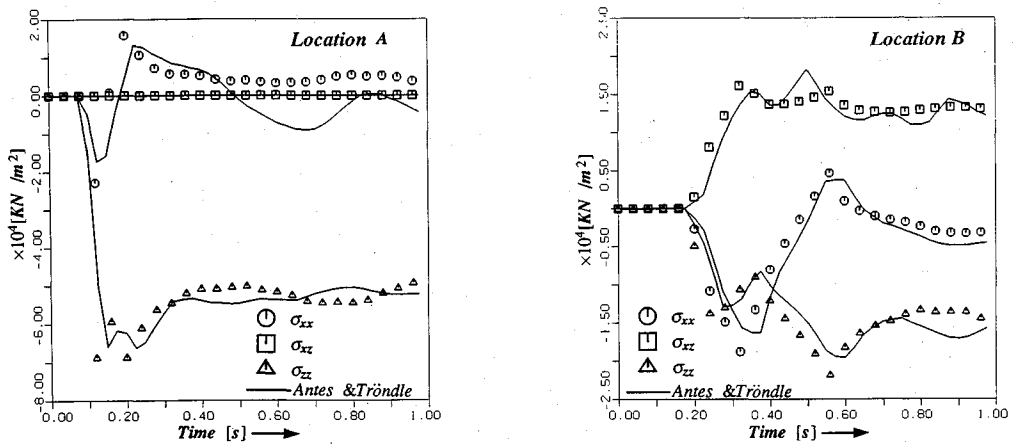 Location A
2.00
0.00
-2.00
-4.00
-6.00
-8.00
×10⁴[KN /m²]
σxx
σxz
σzz
Antes &Tröndle
0.00 0.20 0.40 0.60 0.80 1.00
Time [s]
Location B
1.50
0.50
-0.50
-1.50
-2.50
×10⁴[KN /m²]
σxx
σxz
σzz
Antes &Tröndle
0.00 0.20 0.40 0.60 0.80 1.00
Time [s]